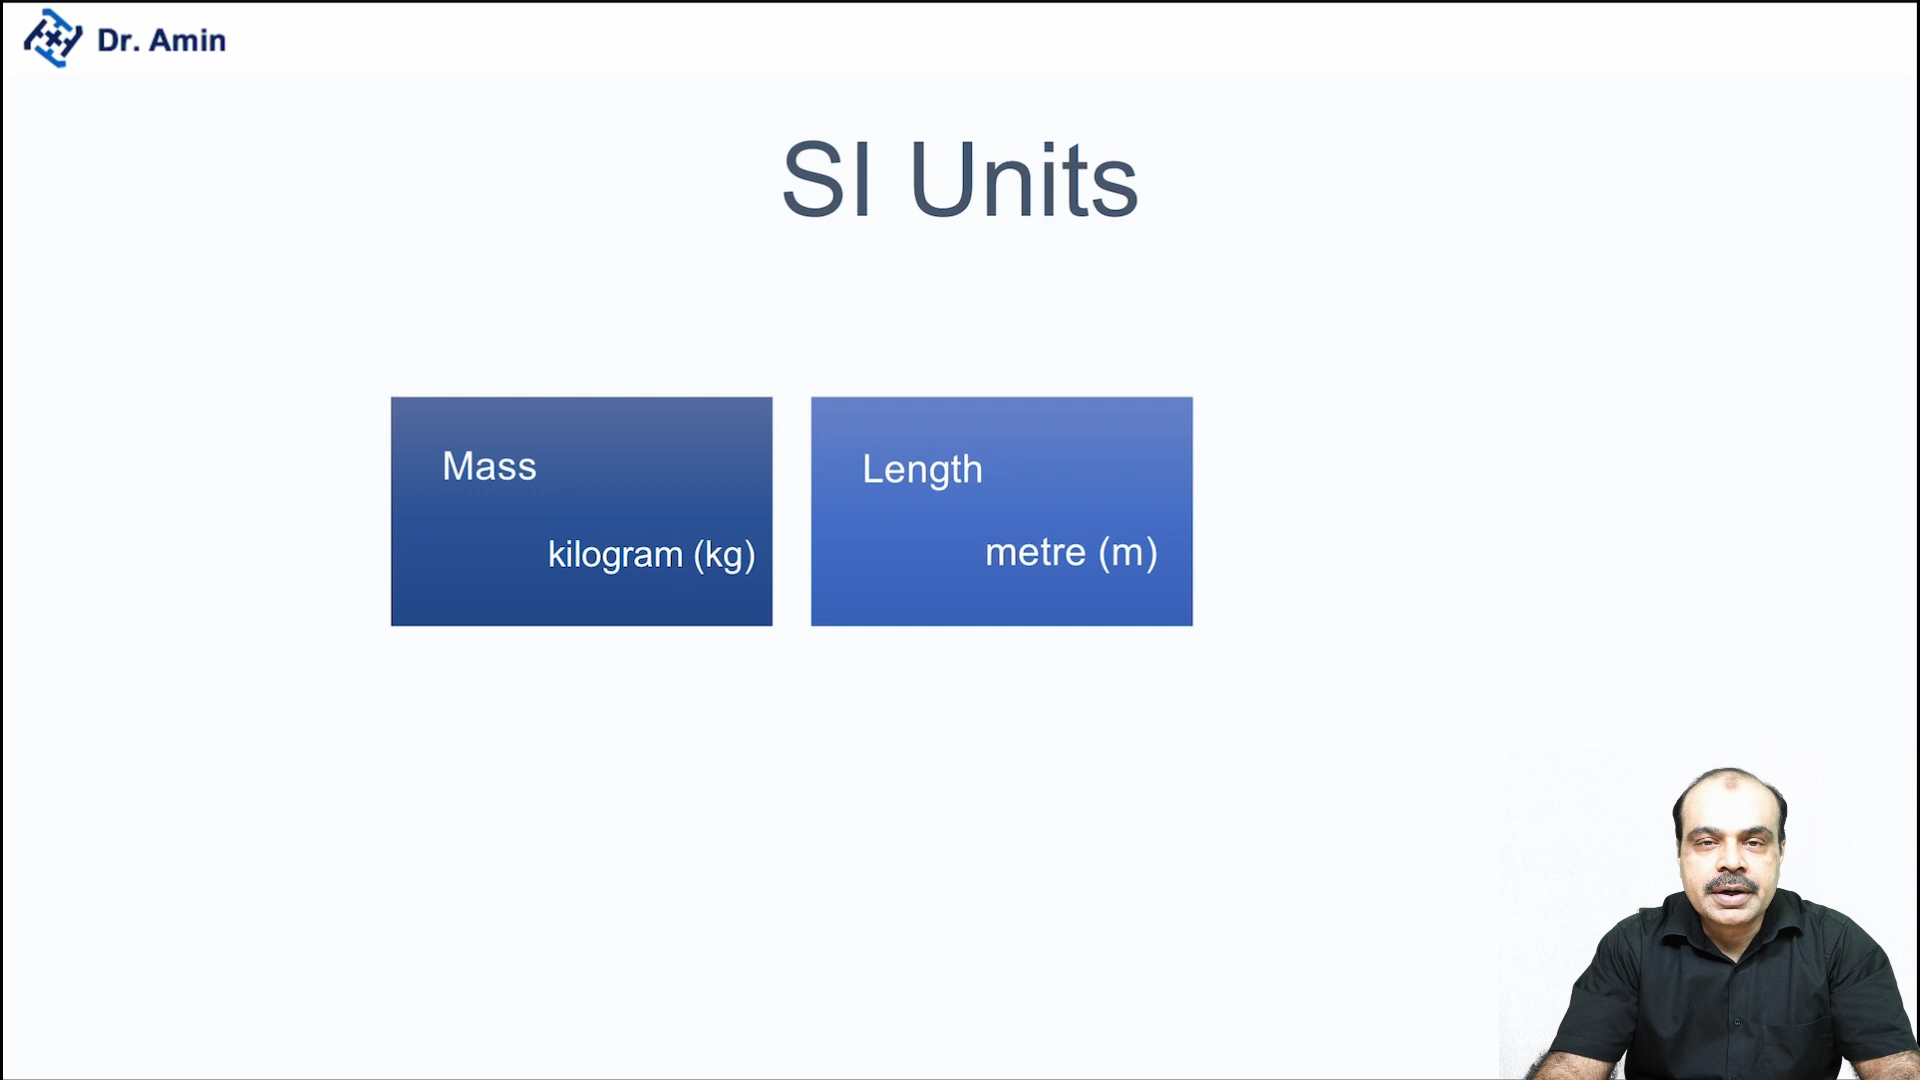 Dr. Amin
SI Units
Mass
kilogram (kg)
Length
metre (m)